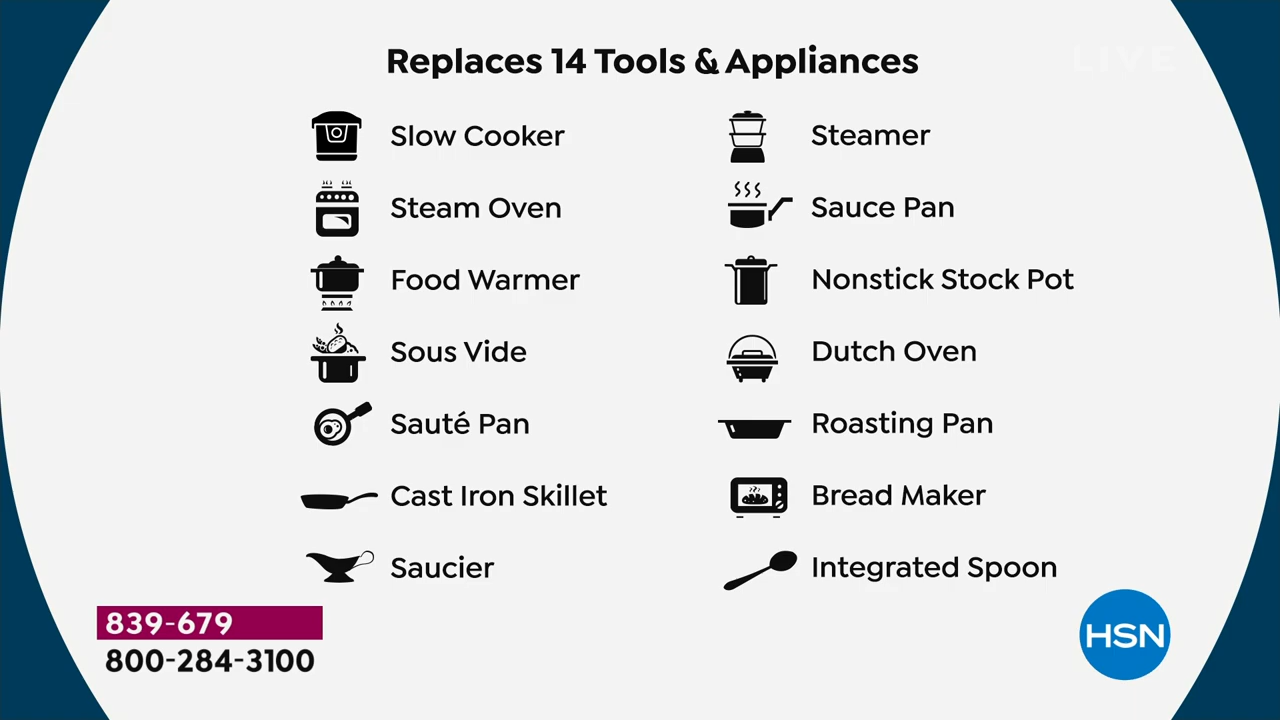 Replaces 14 Tools & Appliances
LIVE
Slow Cooker
Steamer
Steam Oven
Sauce Pan
Food Warmer
Nonstick Stock Pot
Sous Vide
Dutch Oven
Sauté Pan
Roasting Pan
Cast Iron Skillet
Bread Maker
Saucier
Integrated Spoon
839-679
800-284-3100
HSN